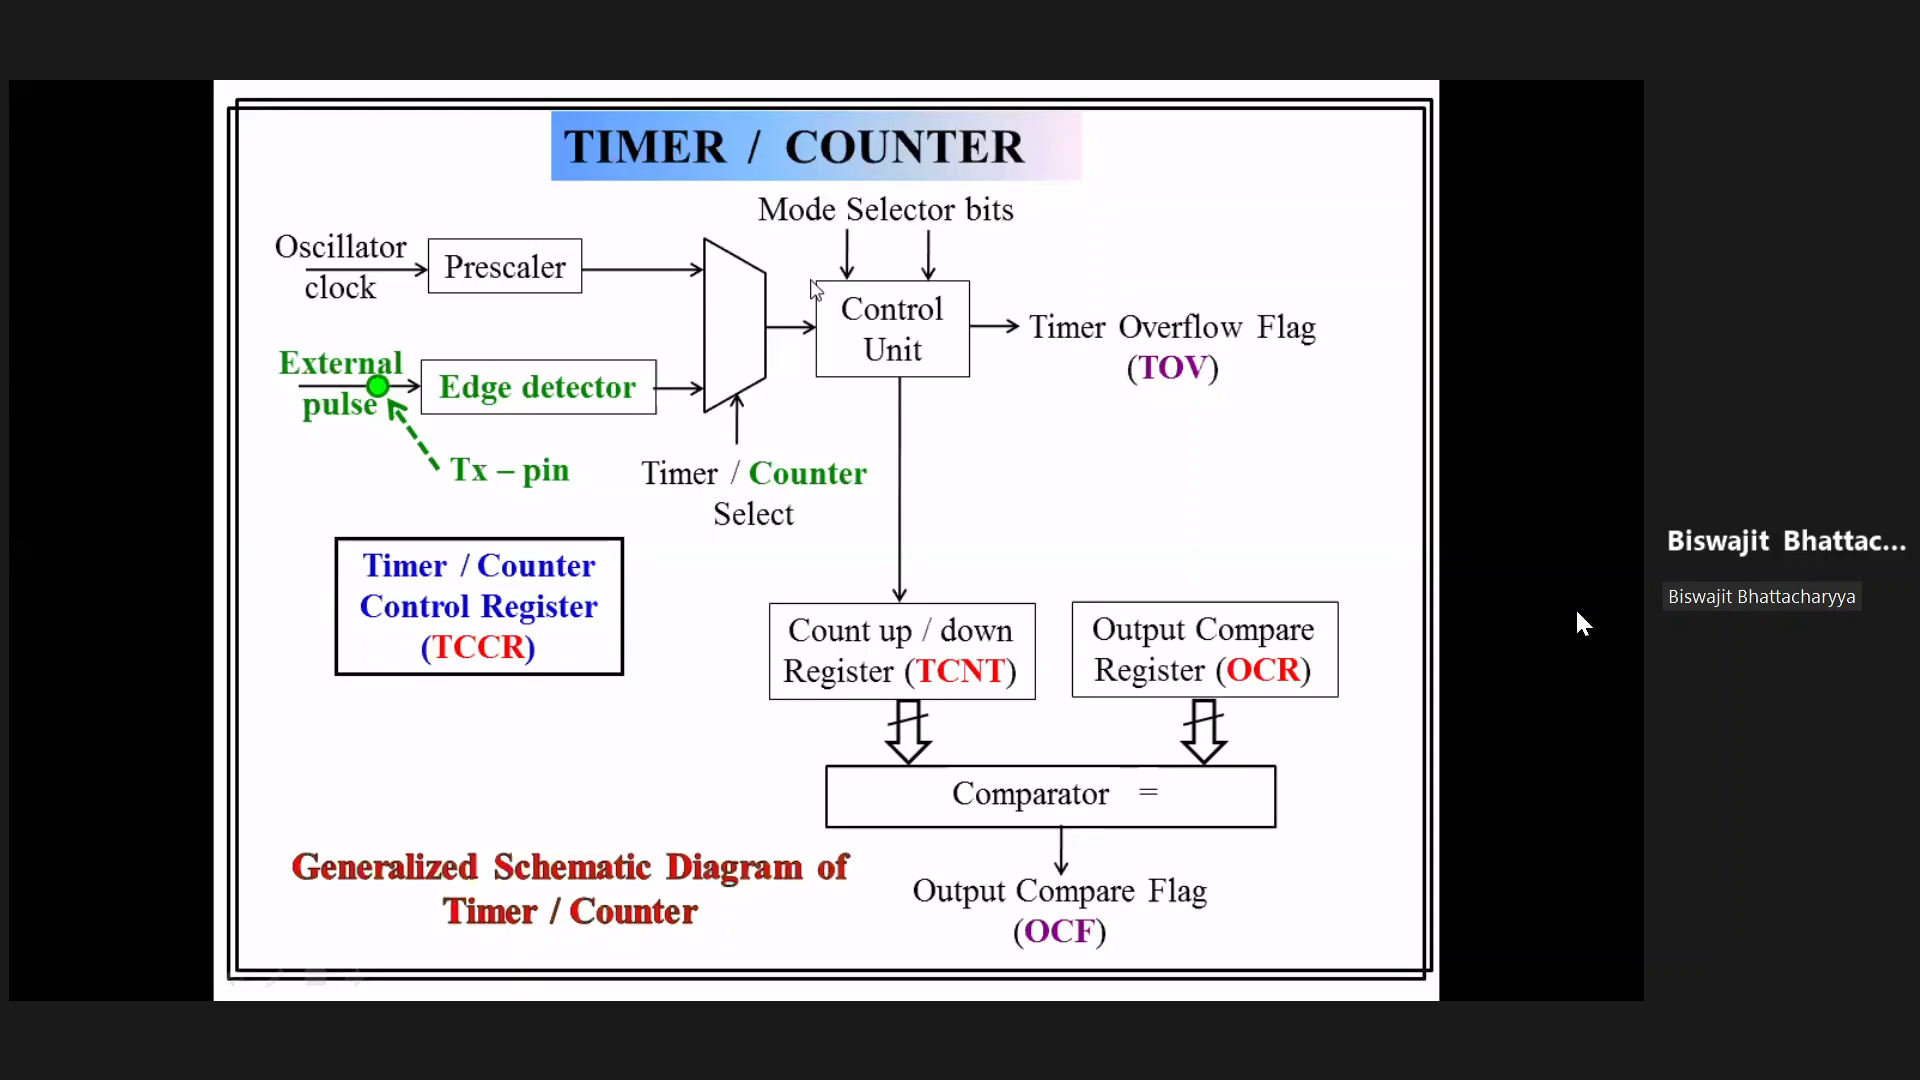 TIMER / COUNTER
Mode Selector bits
Oscillator
clock
Prescaler
Control
Unit
Timer Overflow Flag
(TOV)
External
pulse
Edge detector
Tx – pin
Timer / Counter
Select
Timer / Counter
Control Register
(TCCR)
Count up / down
Register (TCNT)
Output Compare
Register (OCR)
Comparator =
Generalized Schematic Diagram of
Timer / Counter
Output Compare Flag
(OCF)
Biswajit Bhattac...
Biswajit Bhattacharyya